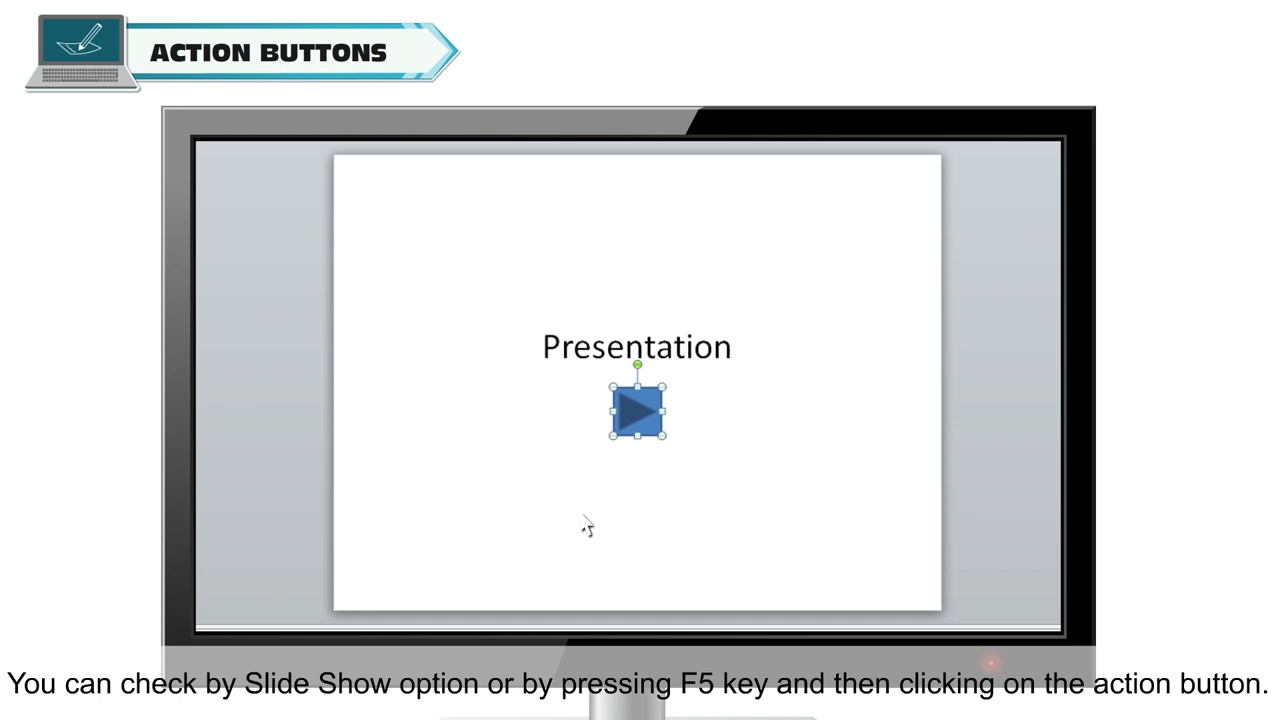 ACTION BUTTONS
Presentation
You can check by Slide Show option or by pressing F5 key and then clicking on the action button.